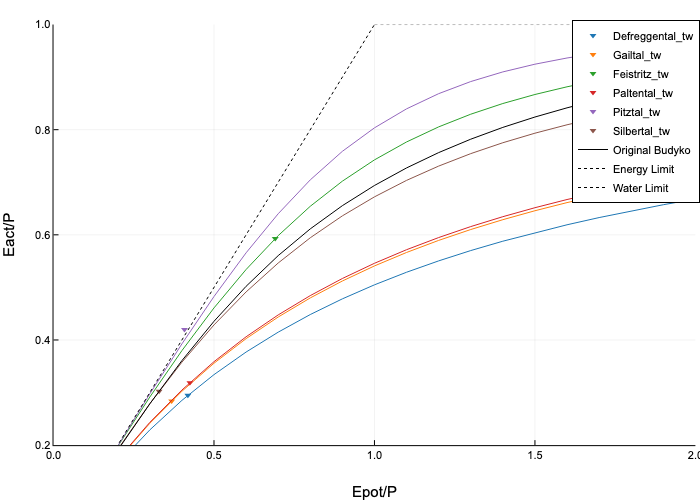 1.0
0.8
0.6
0.4
0.2
Eact/P
0.0
0.5
1.0
1.5
2.0
Epot/P
Defreggental_tw
Gailtal_tw
Feistritz_tw
Paltental_tw
Pitztal_tw
Silbertal_tw
Original Budyko
Energy Limit
Water Limit